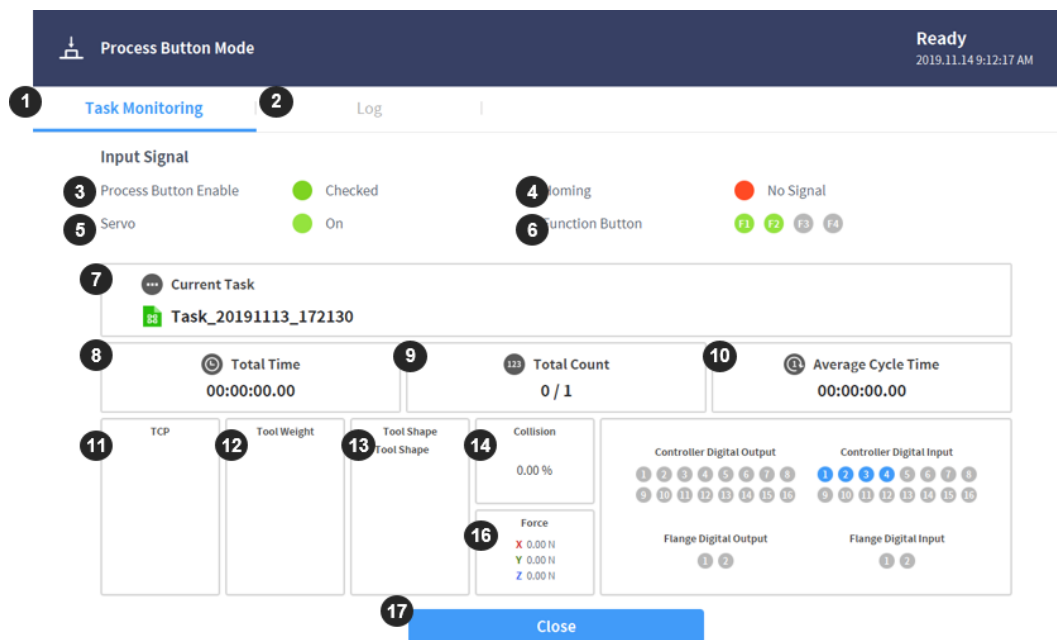 Process Button Mode
Ready
2019.11.14 9:12:17 AM
1 Task Monitoring
2 Log
Input Signal
3 Process Button Enable Checked
4 oming No Signal
5 Servo On
6 unction Button F1 F2 F3 F4
7 Current Task
Task_20191113_172130
8 Total Time
00:00:00.00
9 123 Total Count
0 / 1
10 1 Average Cycle Time
00:00:00.00
11 TCP
12 Tool Weight
13 Tool Shape
Tool Shape
14 Collision
0.00 %
16 Force
X 0.00 N
Y 0.00 N
Z 0.00 N
Controller Digital Output
1 2 3 4 5 6 7 8
9 10 11 12 13 14 15 16
Controller Digital Input
1 2 3 4 5 6 7 8
9 10 11 12 13 14 15 16
Flange Digital Output
1 2
Flange Digital Input
1 2
17 Close